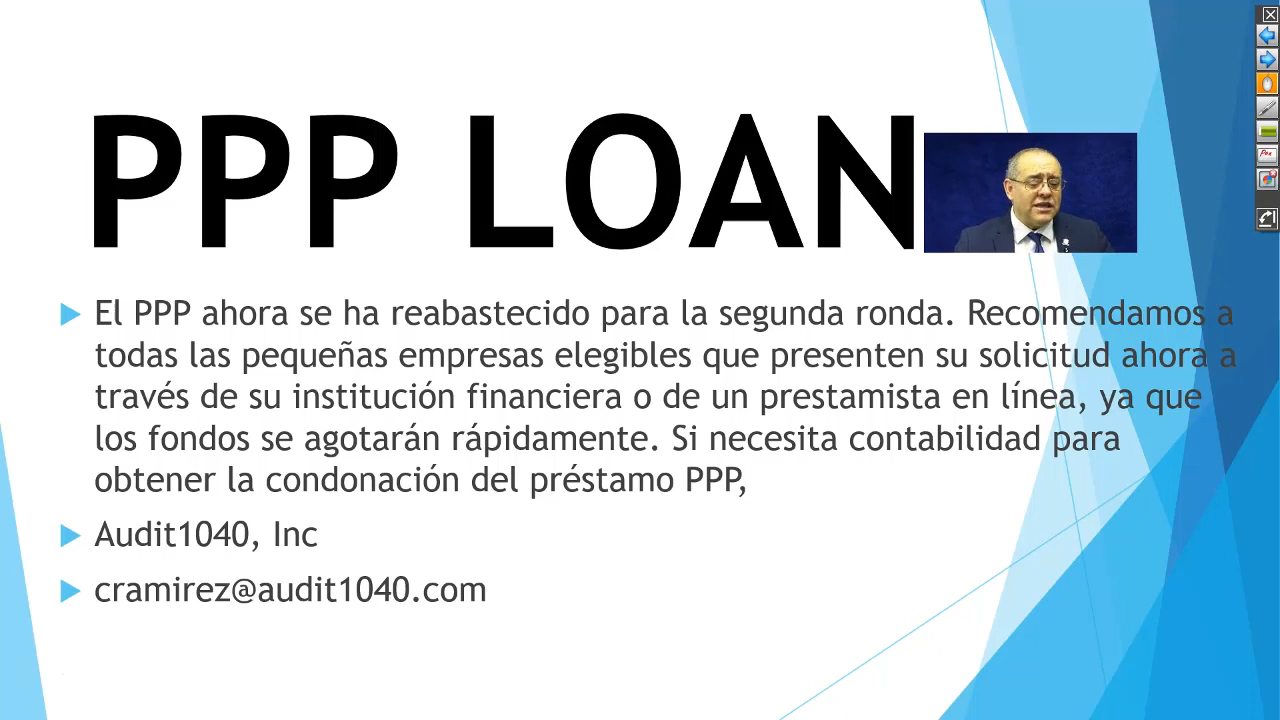 PPP LOAN
El PPP ahora se ha reabastecido para la segunda ronda. Recomendamos a
todas las pequeñas empresas elegibles que presenten su solicitud ahora a
través de su institución financiera o de un prestamista en línea, ya que
los fondos se agotarán rápidamente. Si necesita contabilidad para
obtener la condonación del préstamo PPP,
Audit1040, Inc
cramirez@audit1040.com